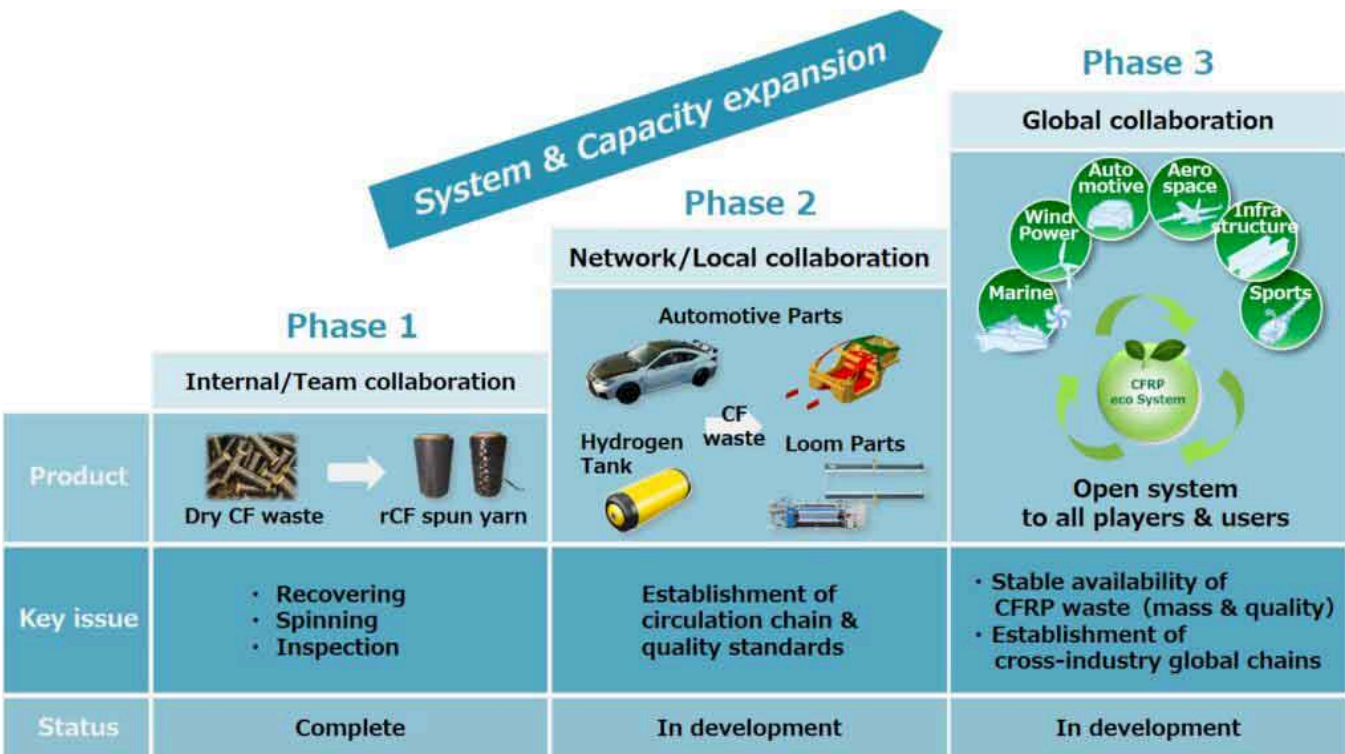 System & Capacity expansion
Phase 1
Internal/Team collaboration
Phase 2
Network/Local collaboration
Phase 3
Global collaboration
Product
Dry CF waste
rCF spun yarn
Automotive Parts
CF
waste
Hydrogen
Tank
Loom Parts
Marine
Wind
Power
Auto
motive
Aero
space
Infra
structure
Sports
CFRP
eco System
Open system
to all players & users
Key issue
・ Recovering
・ Spinning
・ Inspection
Establishment of
circulation chain &
quality standards
・ Stable availability of
CFRP waste（mass & quality）
・ Establishment of
cross-industry global chains
Status
Complete
In development
In development